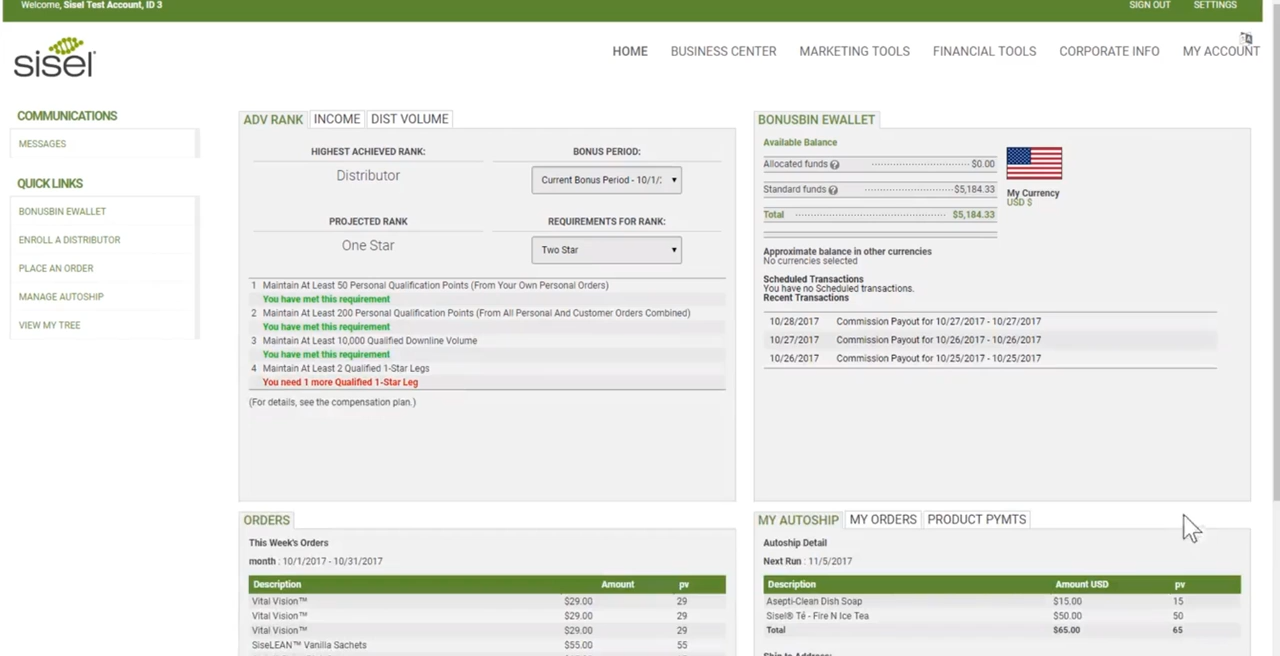 Welcome, Sisel Test Account, ID 3
SIGN OUT
SETTINGS
sisel
HOME
BUSINESS CENTER
MARKETING TOOLS
FINANCIAL TOOLS
CORPORATE INFO
MY ACCOUNT
COMMUNICATIONS
MESSAGES
QUICK LINKS
BONUSBIN EWALLET
ENROLL A DISTRIBUTOR
PLACE AN ORDER
MANAGE AUTOSHIP
VIEW MY TREE
ADV RANK
INCOME
DIST VOLUME
HIGHEST ACHIEVED RANK:
Distributor
BONUS PERIOD:
Current Bonus Period - 10/1/
PROJECTED RANK
One Star
REQUIREMENTS FOR RANK:
Two Star
1 Maintain At Least 50 Personal Qualification Points (From Your Own Personal Orders)
You have met this requirement
2 Maintain At Least 200 Personal Qualification Points (From All Personal And Customer Orders Combined)
You have met this requirement
3 Maintain At Least 10,000 Qualified Downline Volume
You have met this requirement
4 Maintain At Least 2 Qualified 1-Star Legs
You need 1 more Qualified 1-Star Leg
(For details, see the compensation plan.)
BONUSBIN EWALLET
Available Balance
Allocated funds ? $0.00
Standard funds ? $5,184.33
Total $5,184.33
My Currency
USD $
Approximate balance in other currencies
No currencies selected
Scheduled Transactions
You have no Scheduled transactions.
Recent Transactions
10/28/2017 Commission Payout for 10/27/2017 - 10/27/2017
10/27/2017 Commission Payout for 10/26/2017 - 10/26/2017
10/26/2017 Commission Payout for 10/25/2017 - 10/25/2017
ORDERS
This Week's Orders
month : 10/1/2017 - 10/31/2017
Description Amount pv
Vital Vision™ $29.00 29
Vital Vision™ $29.00 29
Vital Vision™ $29.00 29
SiseLEAN™ Vanilla Sachets $55.00 55
MY AUTOSHIP
MY ORDERS
PRODUCT PYMTS
Autoship Detail
Next Run : 11/5/2017
Description Amount USD pv
Asepti-Clean Dish Soap $15.00 15
Sisel® Té - Fire N Ice Tea $50.00 50
Total $65.00 65